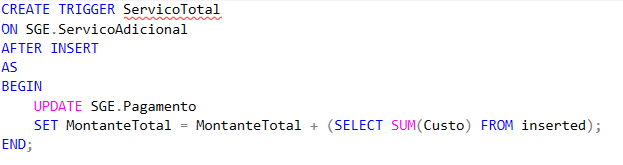 CREATE TRIGGER ServicoTotal
ON SGE.ServicoAdicional
AFTER INSERT
AS
BEGIN
    UPDATE SGE.Pagamento
    SET MontanteTotal = MontanteTotal + (SELECT SUM(Custo) FROM inserted);
END;